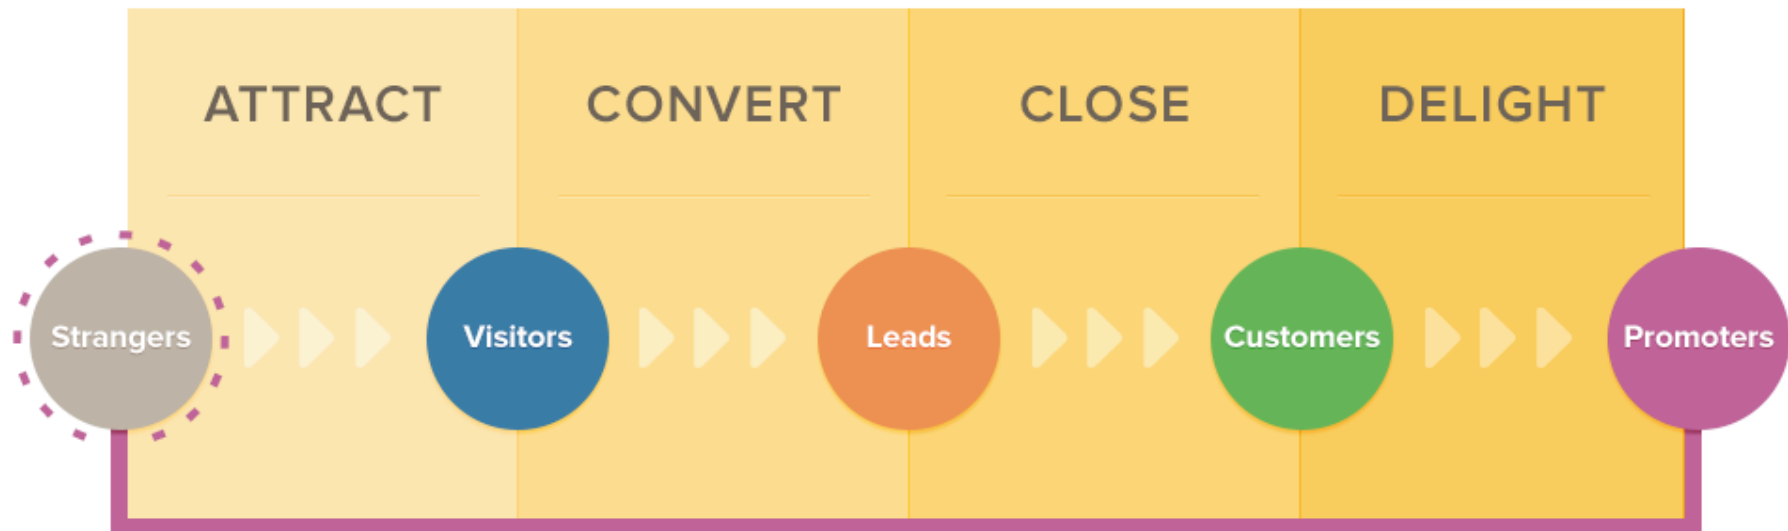 ATTRACT
CONVERT
CLOSE
DELIGHT
Strangers
Visitors
Leads
Customers
Promoters